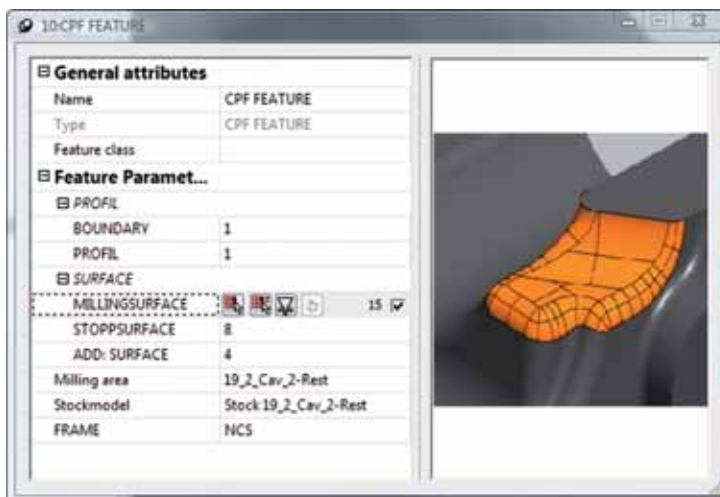 10:CPF FEATURE
General attributes
Name CPF FEATURE
Type CPF FEATURE
Feature class
Feature Paramet...
PROFIL
BOUNDARY 1
PROFIL 1
SURFACE
MILLINGSURFACE 15
STOPPSURFACE 8
ADD: SURFACE 4
Milling area 19_2_Cav_2-Rest
Stockmodel Stock 19_2_Cav_2-Rest
FRAME NCS